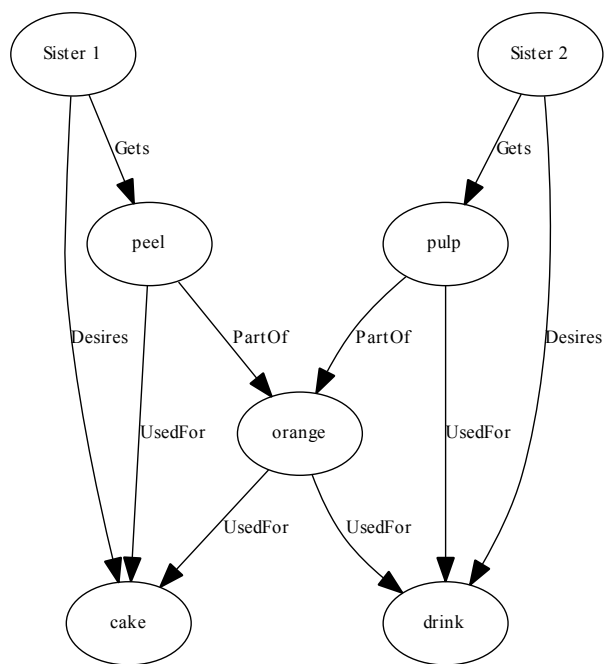 Sister 1
Sister 2
Gets
Gets
peel
pulp
Desires
PartOf
PartOf
Desires
UsedFor
orange
UsedFor
UsedFor
UsedFor
cake
drink